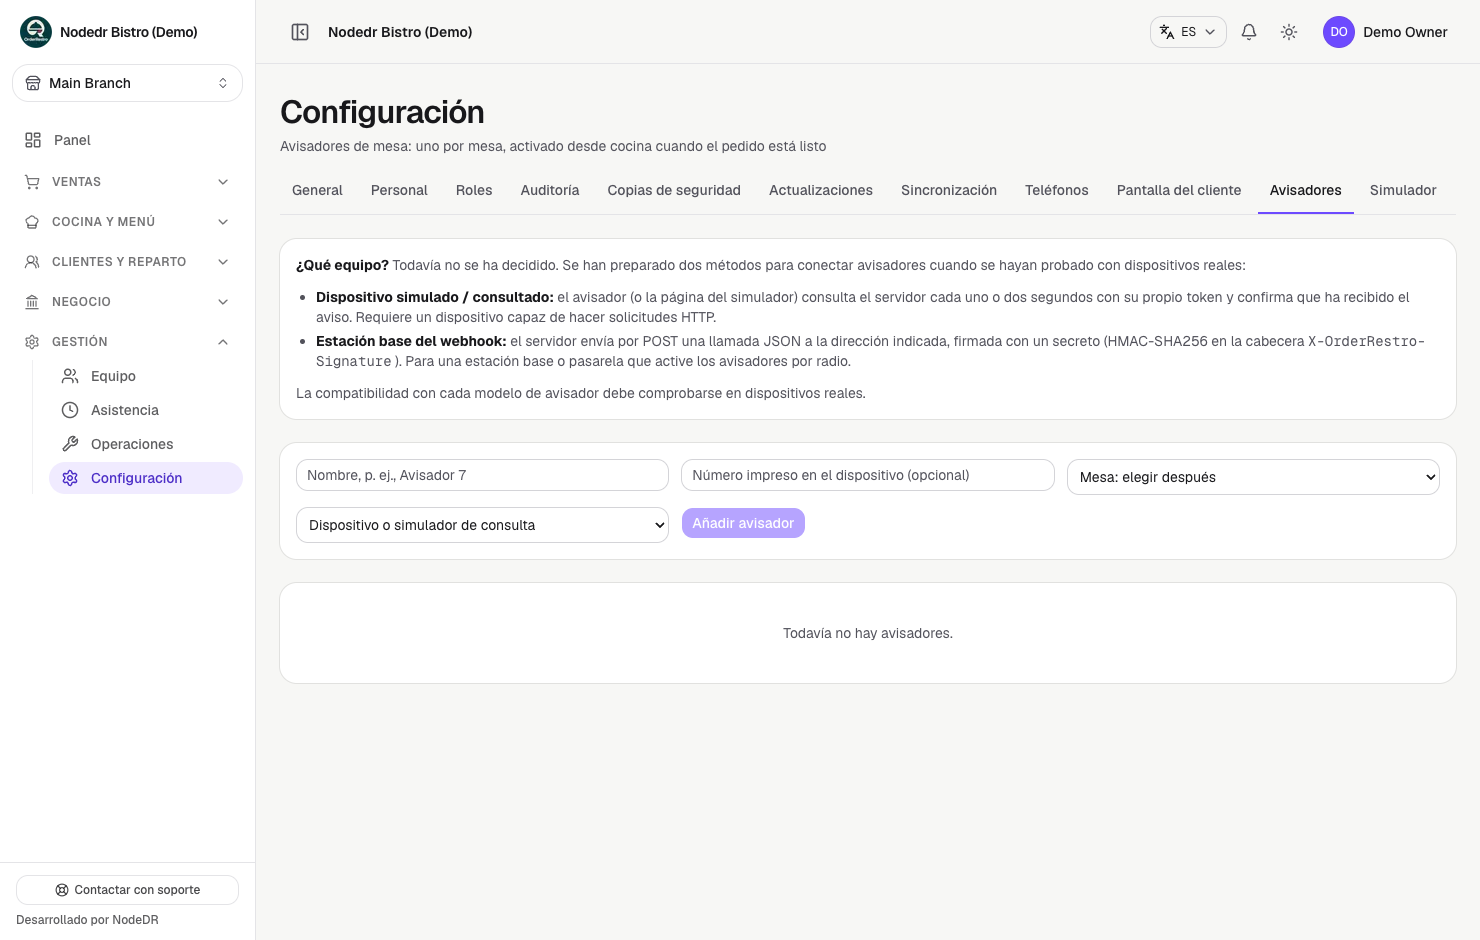 Nodedr Bistro (Demo)
Main Branch
Panel
VENTAS
COCINA Y MENÚ
CLIENTES Y REPARTO
NEGOCIO
GESTIÓN
Equipo
Asistencia
Operaciones
Configuración
Contactar con soporte
Desarrollado por NodeDR
Nodedr Bistro (Demo)
ES
DO
Demo Owner
Configuración
Avisadores de mesa: uno por mesa, activado desde cocina cuando el pedido está listo
General Personal Roles Auditoría Copias de seguridad Actualizaciones Sincronización Teléfonos Pantalla del cliente Avisadores Simulador
¿Qué equipo? Todavía no se ha decidido. Se han preparado dos métodos para conectar avisadores cuando se hayan probado con dispositivos reales:
• Dispositivo simulado / consultado: el avisador (o la página del simulador) consulta el servidor cada uno o dos segundos con su propio token y confirma que ha recibido el
aviso. Requiere un dispositivo capaz de hacer solicitudes HTTP.
• Estación base del webhook: el servidor envía por POST una llamada JSON a la dirección indicada, firmada con un secreto (HMAC-SHA256 en la cabecera X-OrderRestro-
Signature ). Para una estación base o pasarela que active los avisadores por radio).
La compatibilidad con cada modelo de avisador debe comprobarse en dispositivos reales.
Nombre, p. ej., Avisador 7
Número impreso en el dispositivo (opcional)
Mesa: elegir después
Dispositivo o simulador de consulta
Añadir avisador
Todavía no hay avisadores.